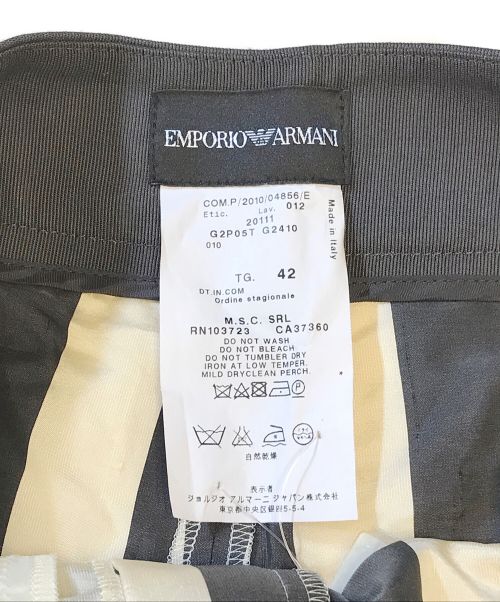 EMPORIO ARMANI
COM.P/2010/04856/E
Etic. Lav. 012
20111
G2P05T G2410
010
Made in Italy
TG. 42
DT.IN.COM
Ordine stagionale
M.S.C. SRL
RN103723 CA37360
DO NOT WASH
DO NOT BLEACH
DO NOT TUMBLER DRY
IRON AT LOW TEMPER.
MILD DRYCLEAN PERCH.
P
自然乾燥
表示者
ジョルジオ アルマーニ ジャパン株式会社
東京都中央区銀座5-5-4